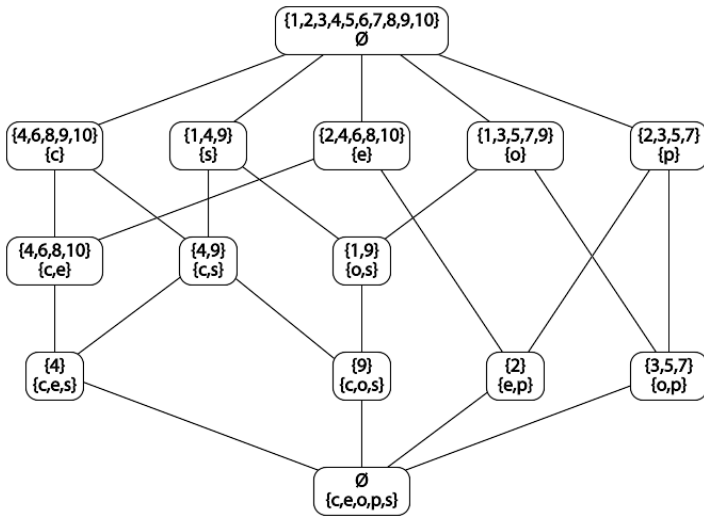 {1,2,3,4,5,6,7,8,9,10}
Ø
{4,6,8,9,10}
{c}
{1,4,9}
{s}
{2,4,6,8,10}
{e}
{1,3,5,7,9}
{o}
{2,3,5,7}
{p}
{4,6,8,10}
{c,e}
{4,9}
{c,s}
{1,9}
{o,s}
{4}
{c,e,s}
{9}
{c,o,s}
{2}
{e,p}
{3,5,7}
{o,p}
Ø
{c,e,o,p,s}